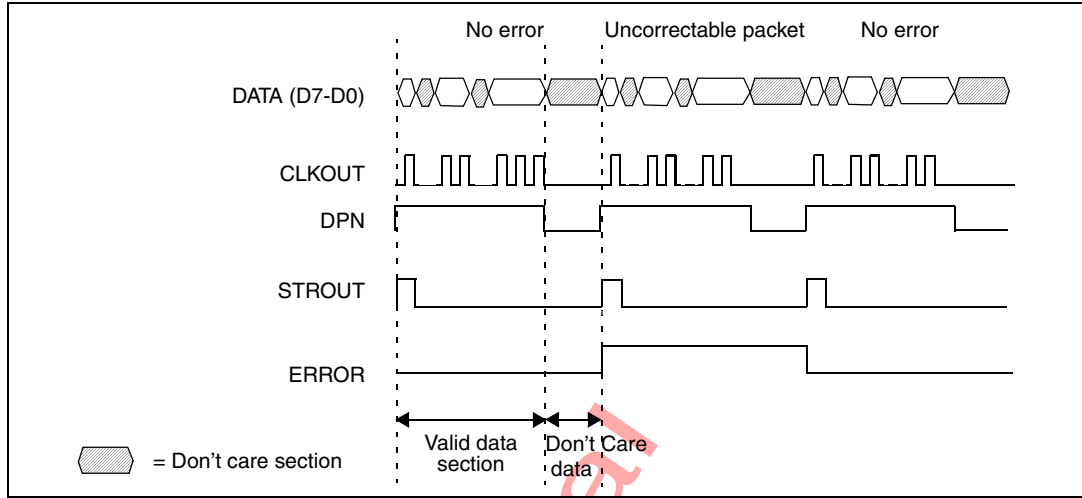 No error Uncorrectable packet No error
DATA (D7-D0)
CLKOUT
DPN
STROUT
ERROR
Valid data section
Don't Care data
= Don't care section